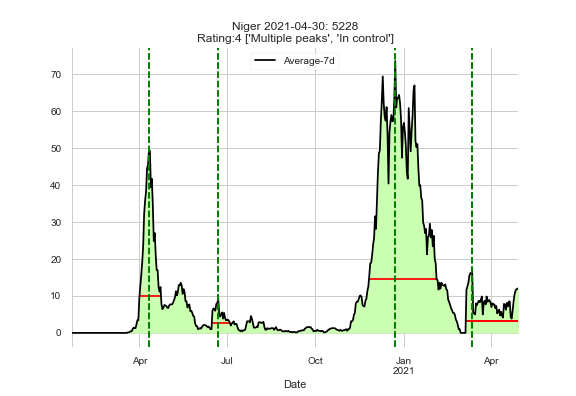 Niger 2021-04-30: 5228
Rating:4 ['Multiple peaks', 'In control']
Average-7d
70
60
50
40
30
20
10
0
Apr
Jul
Oct
Jan
2021
Apr
Date